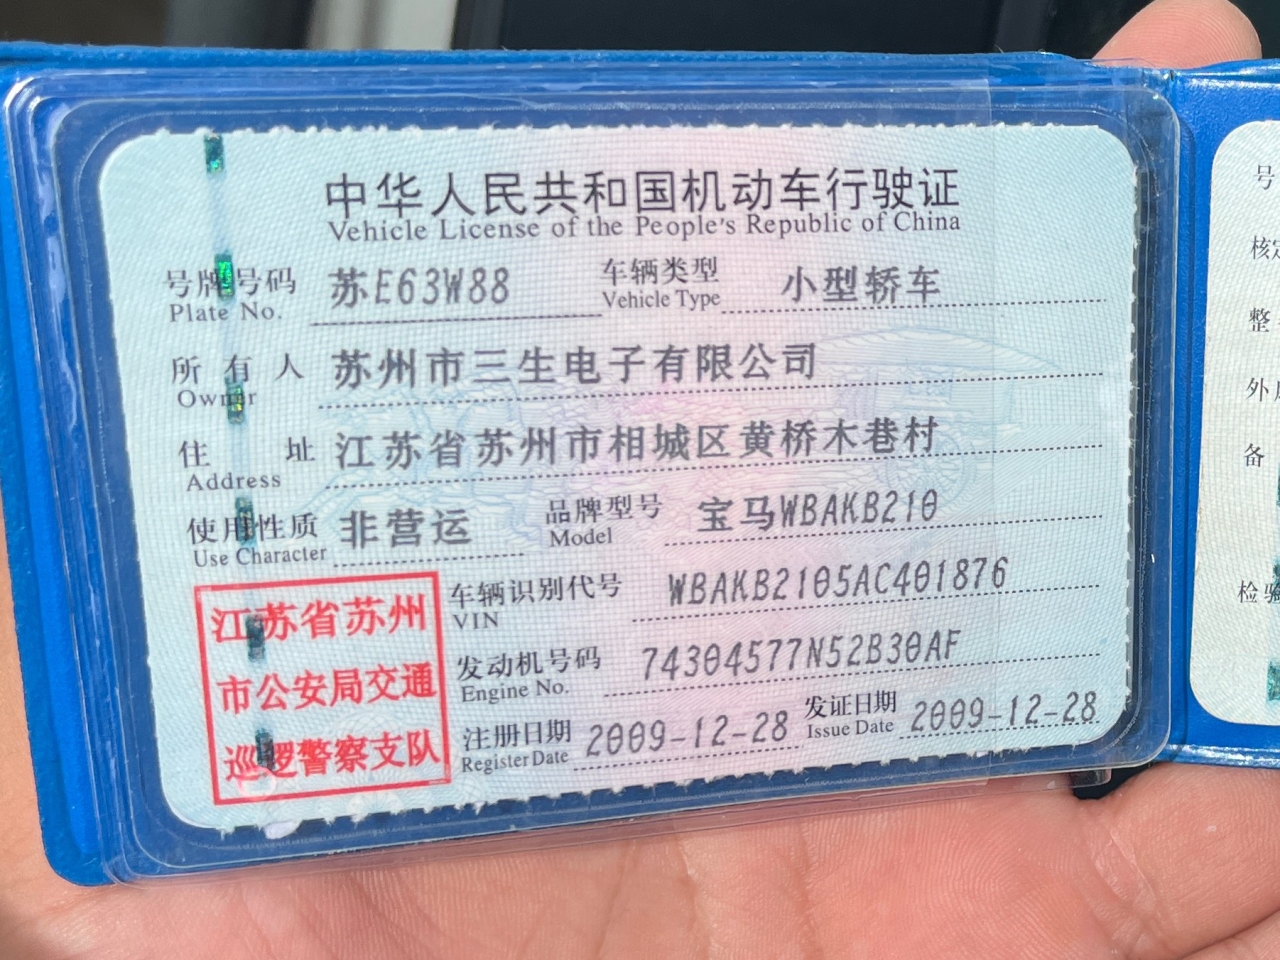 中华人民共和国机动车行驶证
Vehicle License of the People's Republic of China
号牌号码 苏E63W88 车辆类型 小型轿车
Plate No. Vehicle Type
所有人 苏州市三生电子有限公司
Owner
住址 江苏省苏州市相城区黄桥木巷村
Address
使用性质 非营运 品牌型号 宝马WBAKB210
Use Character Model
江苏省苏州
市公安局交通
巡逻警察支队
车辆识别代号 WBAKB2105AC401876
VIN
发动机号码 74304577N52B30AF
Engine No.
注册日期 2009-12-28 发证日期 2009-12-28
Register Date Issue Date
号
核定
整
外
备
检验